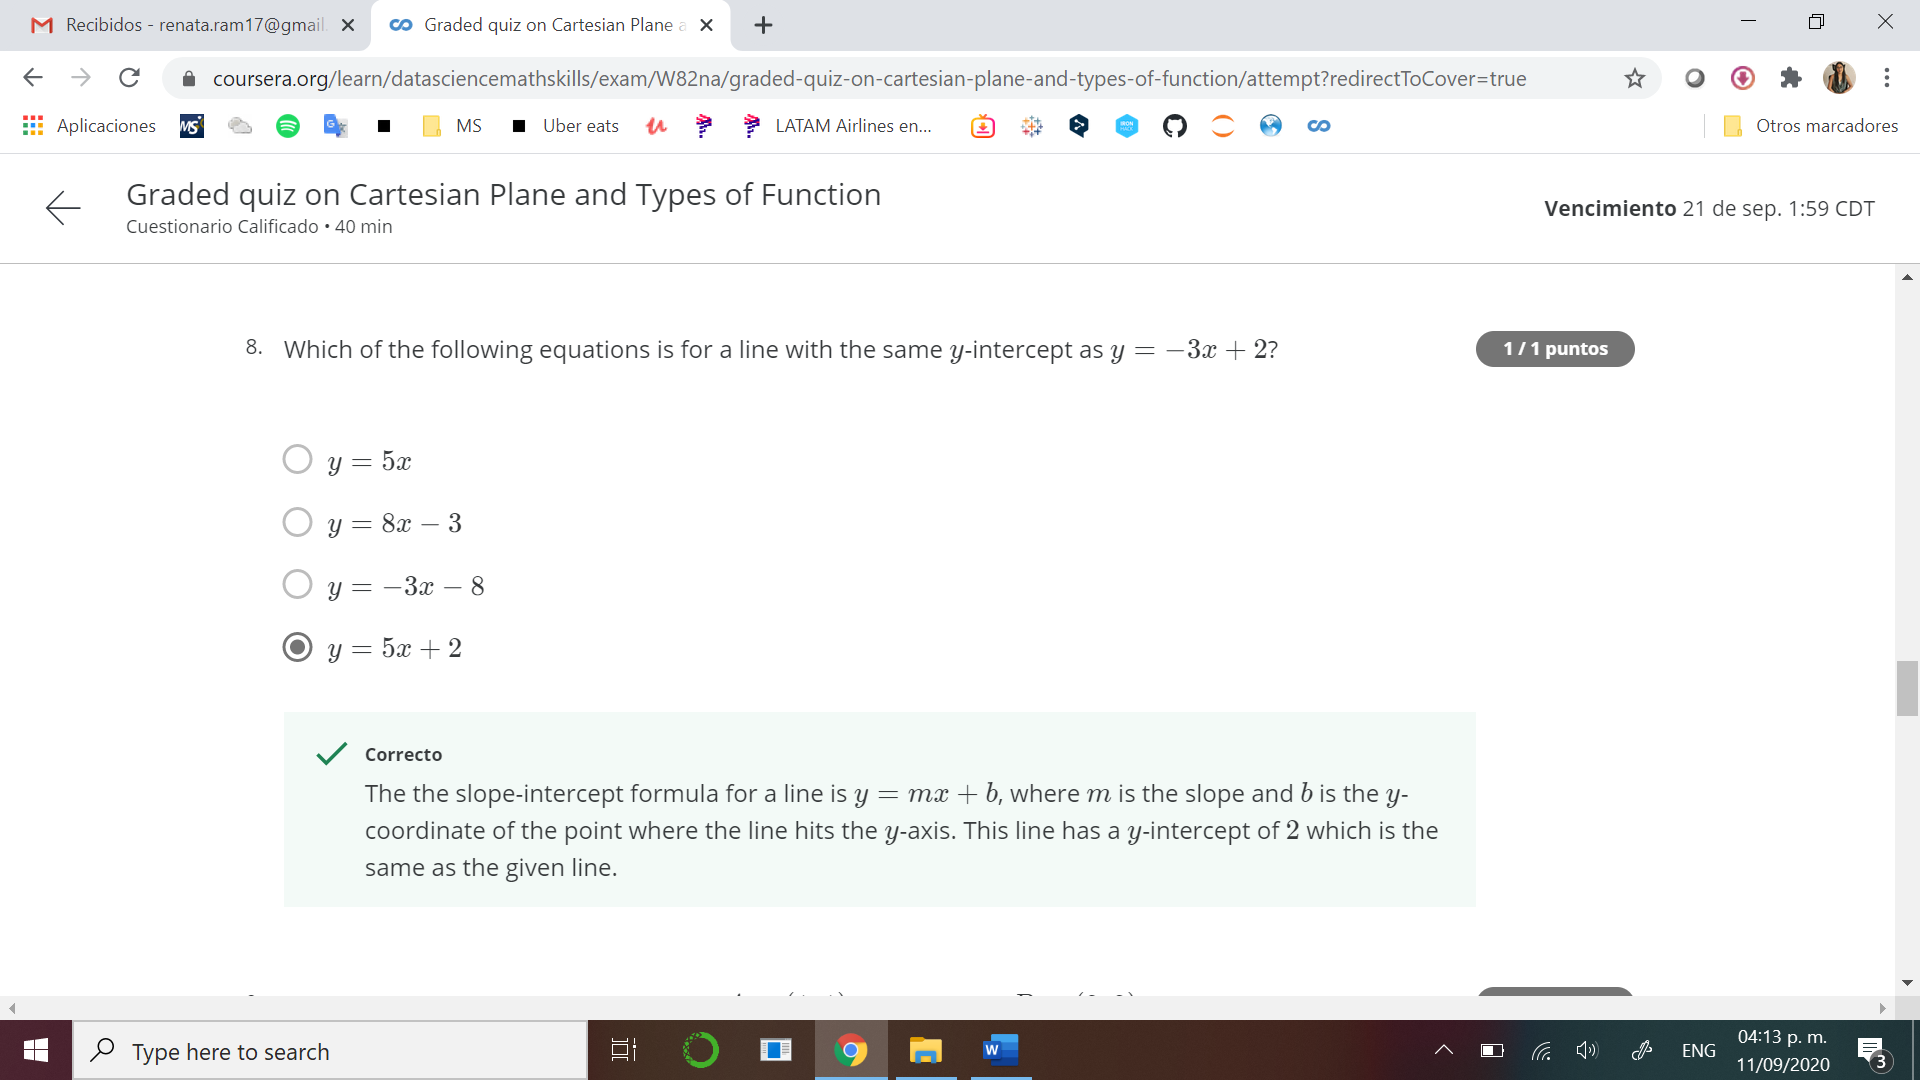 Recibidos - renata.ram17@gmail.
Graded quiz on Cartesian Plane a
coursera.org/learn/datasciencemathskills/exam/W82na/graded-quiz-on-cartesian-plane-and-types-of-function/attempt?redirectToCover=true
Aplicaciones MS MS Uber eats LATAM Airlines en... Otros marcadores
Graded quiz on Cartesian Plane and Types of Function
Cuestionario Calificado • 40 min
Vencimiento 21 de sep. 1:59 CDT
8. Which of the following equations is for a line with the same y-intercept as y = −3x + 2?
1 / 1 puntos
y = 5x
y = 8x − 3
y = −3x − 8
y = 5x + 2
Correcto
The the slope-intercept formula for a line is y = mx + b, where m is the slope and b is the y-
coordinate of the point where the line hits the y-axis. This line has a y-intercept of 2 which is the
same as the given line.
Type here to search
W
ENG
04:13 p. m.
11/09/2020
3